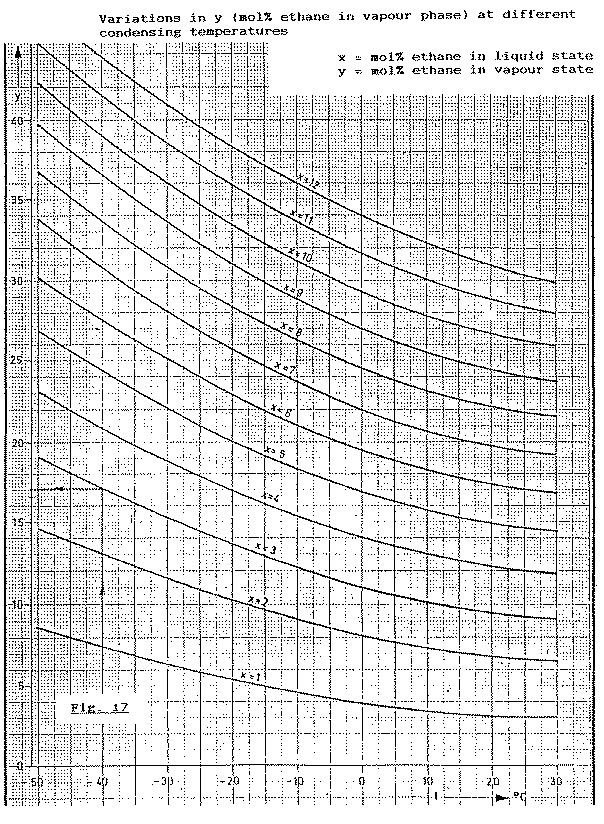 Variations in y (mol% ethane in vapour phase) at different
condensing temperatures
x = mol% ethane in liquid state
y = mol% ethane in vapour state
y
40
35
30
25
20
15
10
5
0
x=12
x=11
x=10
x=9
x=8
x=7
x=6
x=5
x=4
x=3
x=2
x=1
Fig. 17
-50 -40 -30 -20 -10 0 10 20 30
t °C